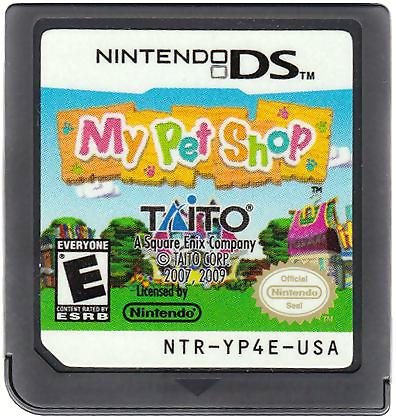 NINTENDO DS™
My Pet Shop™
TAITO
A Square Enix Company
© TAITO CORP.
2007, 2009
Licensed by
Nintendo
EVERYONE
E
CONTENT RATED BY
ESRB
Official
Nintendo
Seal
™
NTR-YP4E-USA